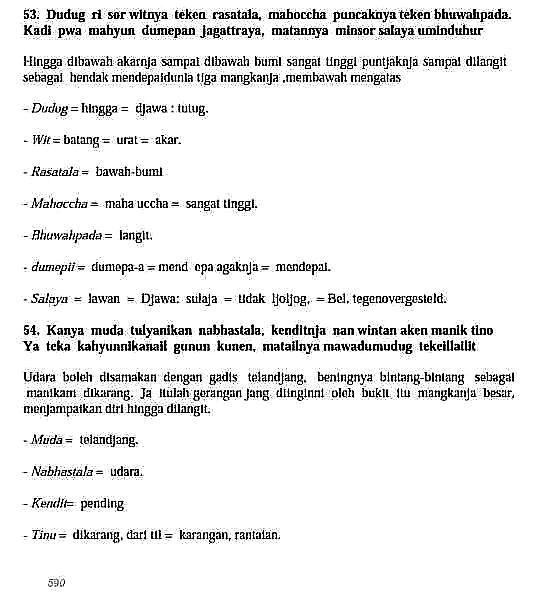 53. Dudug ri sor witnya teken rasatala, mahoccha puncaknya teken bhuwahpada.
Kadi pwa mahyun dumepan jagattraya, matannya minsor salaya uminduhur
Hingga dibawah akarnja sampai dibawah bumi sangat tinggi puntjaknja sampai dilangit
sebagai hendak mendepaidunia tiga mangkanja ,membawah mengatas
- Dudug = hingga = djawa : tutug.
- Wit = batang = urat = akar.
- Rasatala = bawah-bumi
- Mahoccha = maha uccha = sangat tinggi.
- Bhuwahpada = langit.
- dumepii = dumepa-a = mend epa agaknja = mendepai.
- Salaya = lawan = Djawa: sulaja = tidak tjotjog, = Bel. tegenovergesteld.
54. Kanya muda tulyanikan nabhastala, kenditnja nan wintan aken manik tino
Ya teka kahyunnikanaii gunun kunen, matailnya mawadumudug tekeiilaiiit
Udara boleh disamakan dengan gadis telandjang, beningnya bintang-bintang sebagai
manikam dikarang. Ja itulah gerangan jang diinginni oleh bukit itu mangkanja besar,
menjampaikan diri hingga dilangit.
- Muda = telandjang.
- Nabhastala = udara.
- Kendit= pending
- Tinu = dikarang, dari til = karangan, rantaian.
590